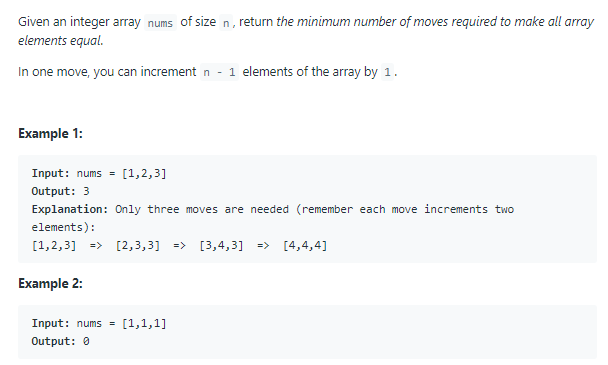 Given an integer array nums of size n, return the minimum number of moves required to make all array
elements equal.
In one move, you can increment n - 1 elements of the array by 1.
Example 1:
Input: nums = [1,2,3]
Output: 3
Explanation: Only three moves are needed (remember each move increments two
elements):
[1,2,3] => [2,3,3] => [3,4,3] => [4,4,4]
Example 2:
Input: nums = [1,1,1]
Output: 0